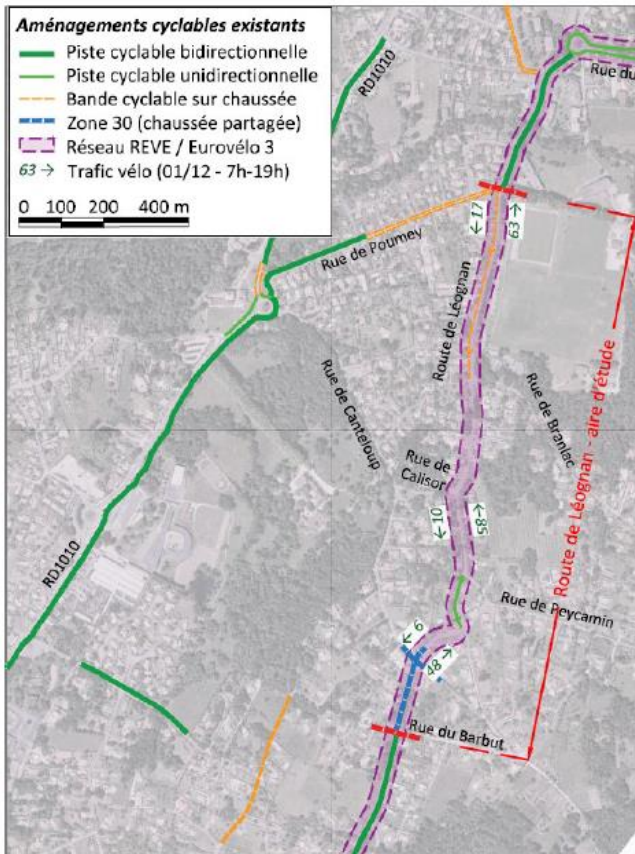 Aménagements cyclables existants
Piste cyclable bidirectionnelle
Piste cyclable unidirectionnelle
Bande cyclable sur chaussée
Zone 30 (chaussée partagée)
Réseau REVE / Eurovélo 3
63 → Trafic vélo (01/12 - 7h-19h)
0 100 200 400 m
RD1010
Rue du
←17
63→
Rue de Poumey
Route de Léognan
Rue de Canteloup
Rue de Branlac
Route de Léognan - aire d'étude
Rue de
Calisor
←10
←85
RD1010
Rue de Peycamin
←6
48→
Rue du Barbut